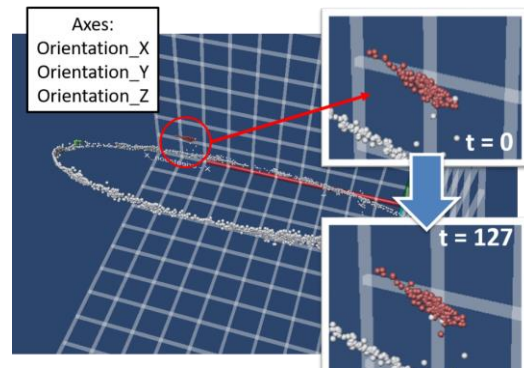 Axes:
Orientation_X
Orientation_Y
Orientation_Z
t = 0
t = 127